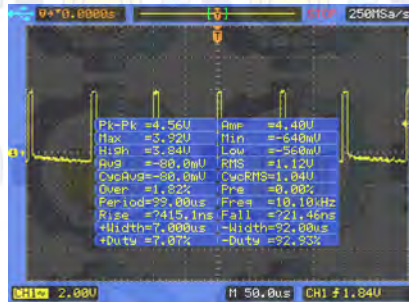 0.0000s STOP 250MSa/s
Pk-Pk =4.56V Amp =4.40V
Max =3.92V Min =-640mV
High =3.84V Low =-560mV
Avg =-80.0mV RMS =1.12V
CycAvg=-80.0mV CycRMS=1.04V
Over =1.82% Pre =0.00%
Period=99.00us Freq =10.10kHz
Rise =?415.1ns Fall =?21.46ns
+Width=7.000us -Width=92.00us
+Duty =7.07% -Duty =92.93%
CH1 2.00V M 50.0us CH1 1.84V